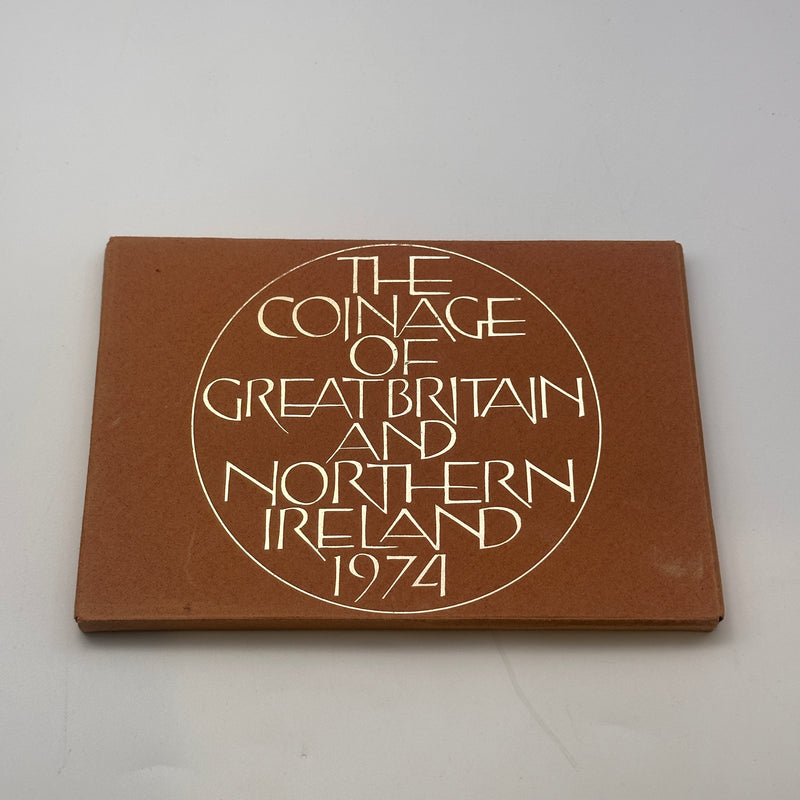 THE
COINAGE
OF
GREAT BRITAIN
AND
NORTHERN
IRELAND
1974